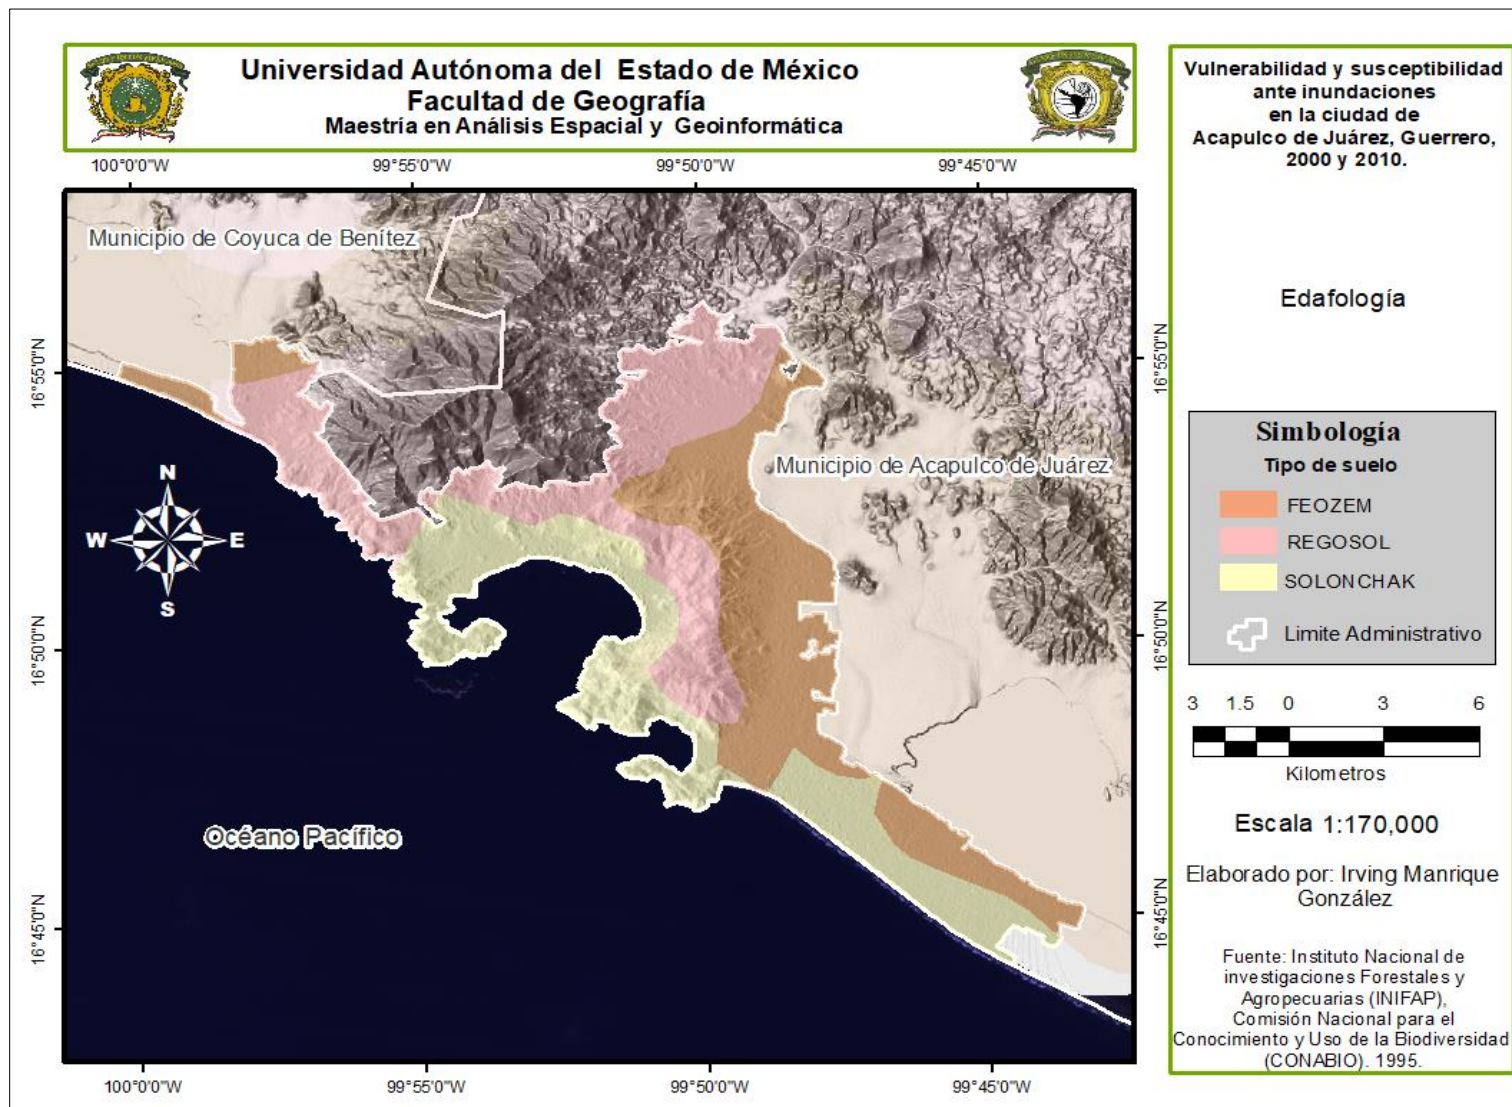 Universidad Autónoma del Estado de México
Facultad de Geografía
Maestría en Análisis Espacial y Geoinformática
100°0'0"W
99°55'0"W
99°50'0"W
99°45'0"W
16°55'0"N
16°50'0"N
16°45'0"N
Municipio de Coyuca de Benítez
Municipio de Acapulco de Juárez
N
W
E
S
Océano Pacífico
16°55'0"N
16°50'0"N
16°45'0"N
100°0'0"W
99°55'0"W
99°50'0"W
99°45'0"W
Vulnerabilidad y susceptibilidad
ante inundaciones
en la ciudad de
Acapulco de Juárez, Guerrero,
2000 y 2010.
Edafología
Simbología
Tipo de suelo
FEOZEM
REGOSOL
SOLONCHAK
Limite Administrativo
3 1.5 0 3 6
Kilometros
Escala 1:170,000
Elaborado por: Irving Manrique
González
Fuente: Instituto Nacional de
investigaciones Forestales y
Agropecuarias (INIFAP),
Comisión Nacional para el
Conocimiento y Uso de la Biodiversidad
(CONABIO). 1995.